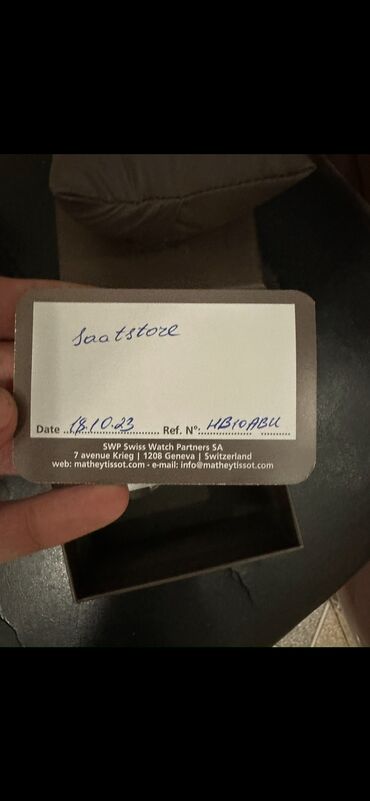 Saatstore
Date ..18.10.23.......... Ref. N°:..HB10ABU.. ..........
SWP Swiss Watch Partners SA
7 avenue Krieg | 1208 Geneva | Switzerland
web: matheytissot.com - e-mail: info@matheytissot.com